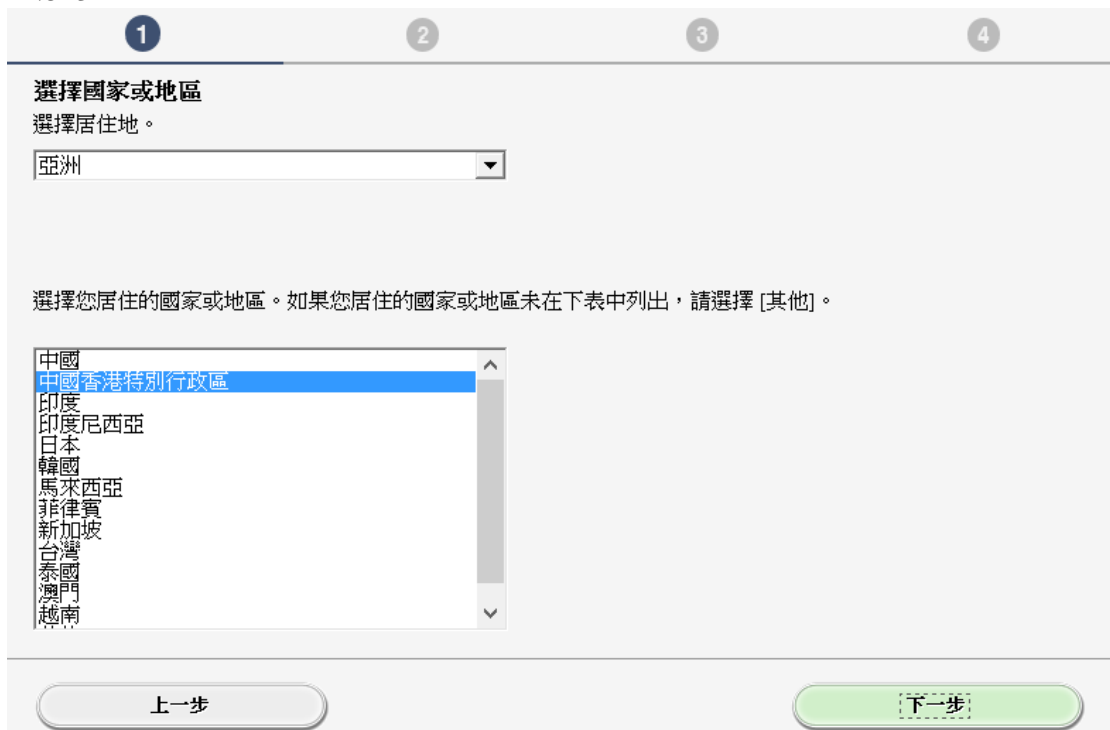 1 2 3 4
選擇國家或地區
選擇居住地。
亞洲
選擇您居住的國家或地區。如果您居住的國家或地區未在下表中列出，請選擇 [其他]。
中國
中國香港特別行政區
印度
印度尼西亞
日本
韓國
馬來西亞
菲律賓
新加坡
台灣
泰國
澳門
越南
上一步 下一步